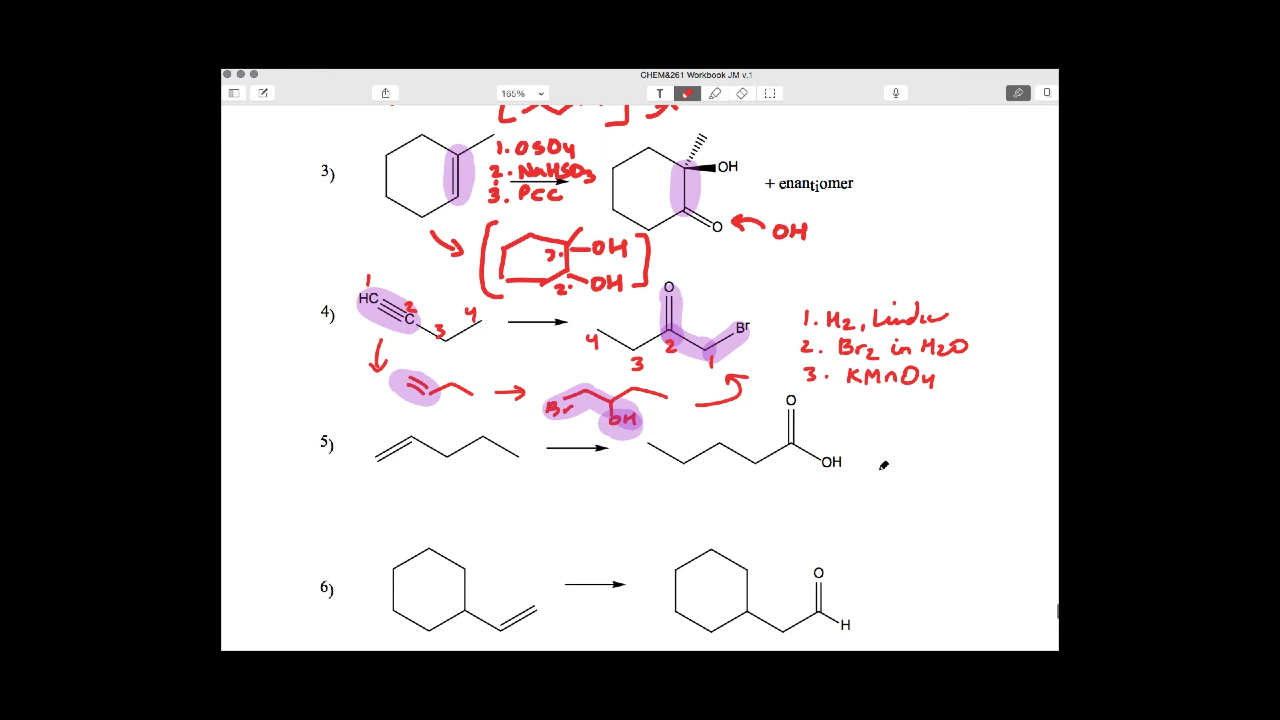 CHEM&261 Workbook JM v.1
165%
T
3)
1. OSO4
2. NaHSO3
3. PCC
OH
+ enantiomer
O
OH
3. OH
2. OH
4)
1
HC
2
3
4
O
Br
4
3
2
1
1. H2, Lindlar
2. Br2 in H2O
3. KMnO4
Br
OH
5)
O
OH
6)
O
H